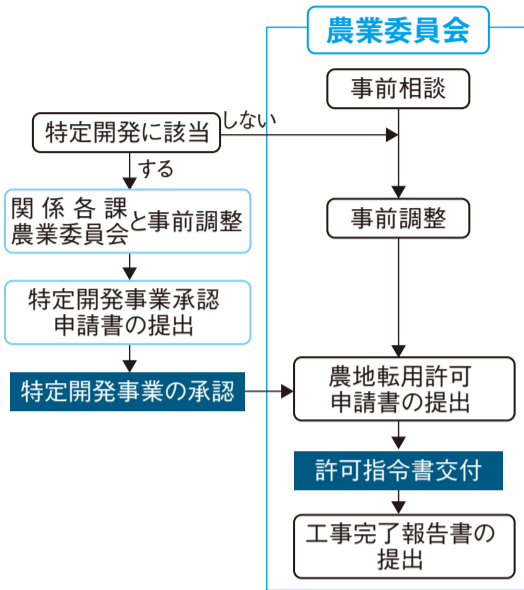 農業委員会
事前相談
特定開発に該当
しない
する
関係各課
農業委員会
と事前調整
事前調整
特定開発事業承認
申請書の提出
特定開発事業の承認
農地転用許可
申請書の提出
許可指令書交付
工事完了報告書の
提出